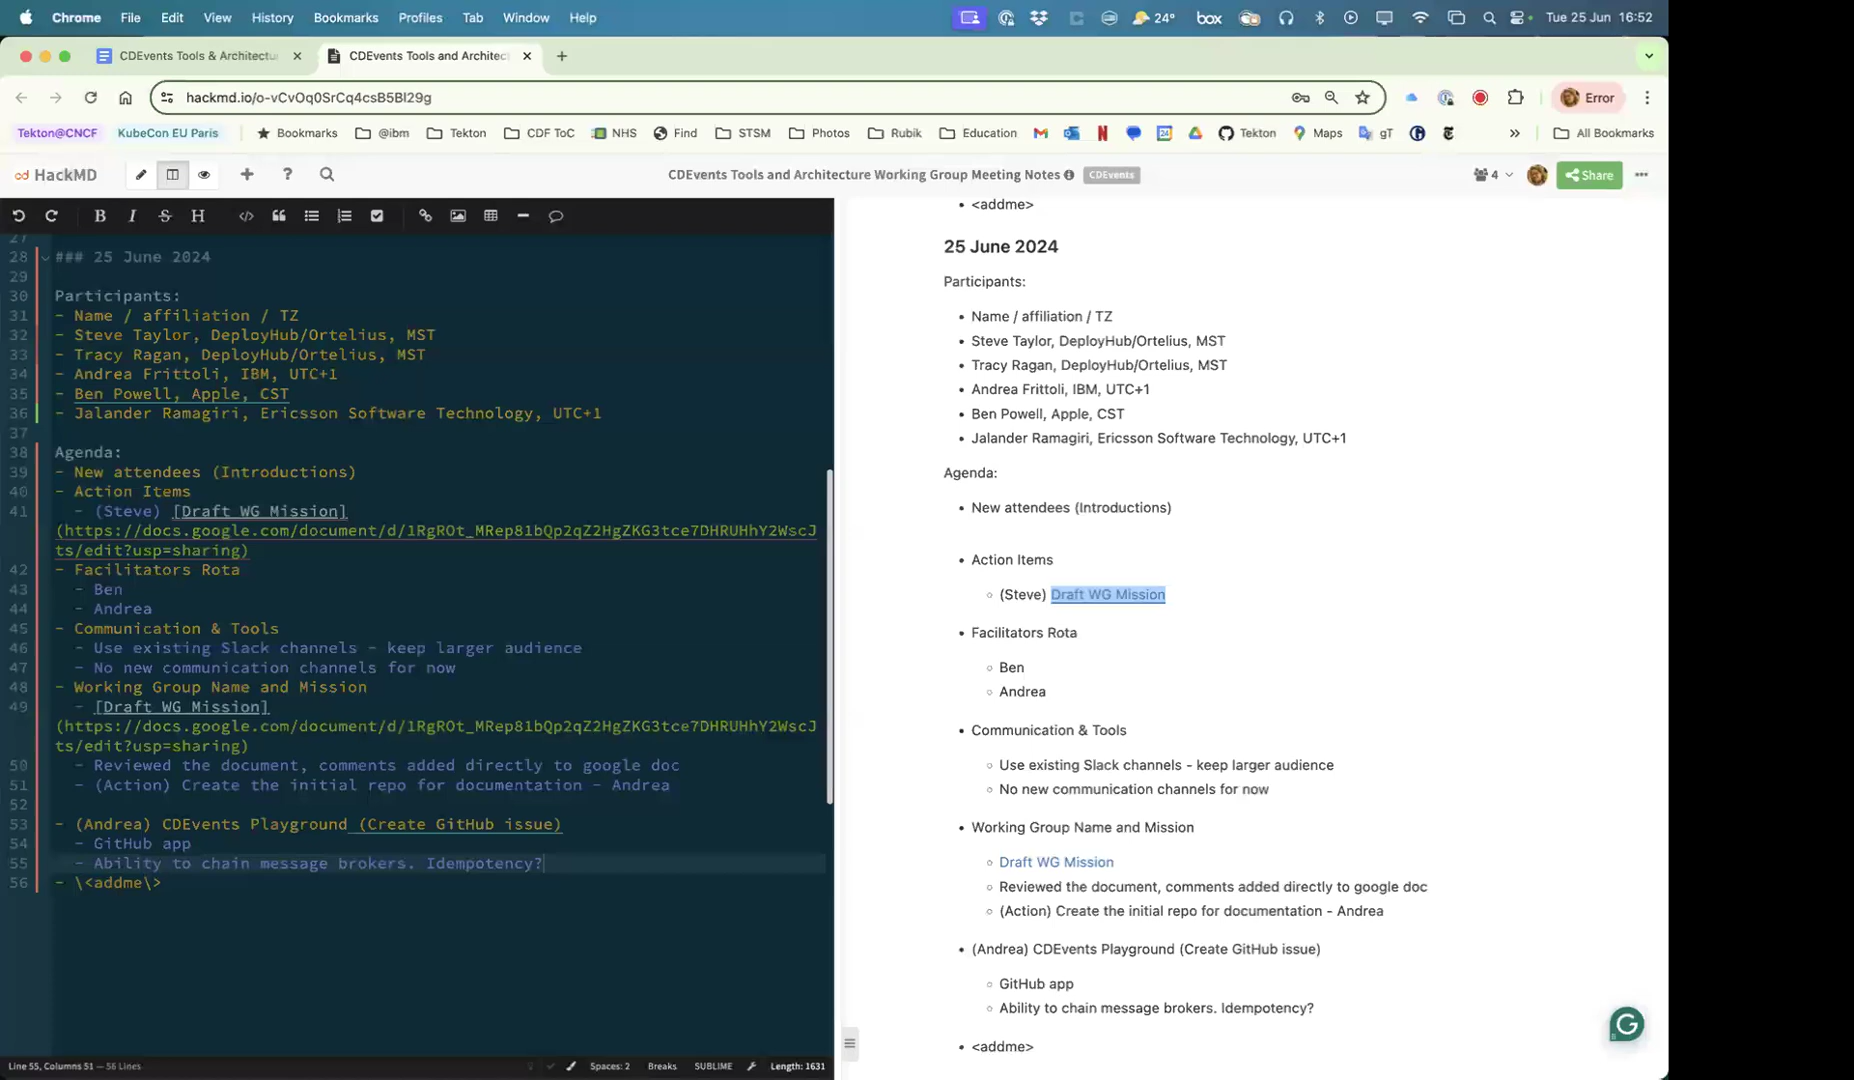 Chrome File Edit View History Bookmarks Profiles Tab Window Help 24° box Tue 25 Jun 16:52
CDEvents Tools & Architectu CDEvents Tools and Architec
hackmd.io/o-vCvOq0SrCq4csB5Bl29g Error
Tekton@CNCF KubeCon EU Paris Bookmarks @ibm Tekton CDF ToC NHS Find STSM Photos Rubik Education Tekton Maps gT All Bookmarks
HackMD CDEvents Tools and Architecture Working Group Meeting Notes CDEvents 4 Share
27
28 ### 25 June 2024
29
30 Participants:
31 - Name / affiliation / TZ
32 - Steve Taylor, DeployHub/Ortelius, MST
33 - Tracy Ragan, DeployHub/Ortelius, MST
34 - Andrea Frittoli, IBM, UTC+1
35 - Ben Powell, Apple, CST
36 - Jalander Ramagiri, Ericsson Software Technology, UTC+1
37
38 Agenda:
39 - New attendees (Introductions)
40 - Action Items
41 - (Steve) [Draft WG Mission]
(https://docs.google.com/document/d/1RgROt_MRep81bQp2qZ2HgZKG3tce7DHRUHhY2WscJ
ts/edit?usp=sharing)
42 - Facilitators Rota
43 - Ben
44 - Andrea
45 - Communication & Tools
46 - Use existing Slack channels - keep larger audience
47 - No new communication channels for now
48 - Working Group Name and Mission
49 - [Draft WG Mission]
(https://docs.google.com/document/d/1RgROt_MRep81bQp2qZ2HgZKG3tce7DHRUHhY2WscJ
ts/edit?usp=sharing)
50 - Reviewed the document, comments added directly to google doc
51 - (Action) Create the initial repo for documentation - Andrea
52
53 - (Andrea) CDEvents Playground (Create GitHub issue)
54 - GitHub app
55 - Ability to chain message brokers. Idempotency?
56 - \<addme\>
Line 55, Columns 51 — 56 Lines Spaces: 2 Breaks SUBLIME Length: 1631
• <addme>
25 June 2024
Participants:
• Name / affiliation / TZ
• Steve Taylor, DeployHub/Ortelius, MST
• Tracy Ragan, DeployHub/Ortelius, MST
• Andrea Frittoli, IBM, UTC+1
• Ben Powell, Apple, CST
• Jalander Ramagiri, Ericsson Software Technology, UTC+1
Agenda:
• New attendees (Introductions)
• Action Items
◦ (Steve) Draft WG Mission
• Facilitators Rota
◦ Ben
◦ Andrea
• Communication & Tools
◦ Use existing Slack channels - keep larger audience
◦ No new communication channels for now
• Working Group Name and Mission
◦ Draft WG Mission
◦ Reviewed the document, comments added directly to google doc
◦ (Action) Create the initial repo for documentation - Andrea
• (Andrea) CDEvents Playground (Create GitHub issue)
◦ GitHub app
◦ Ability to chain message brokers. Idempotency?
• <addme>